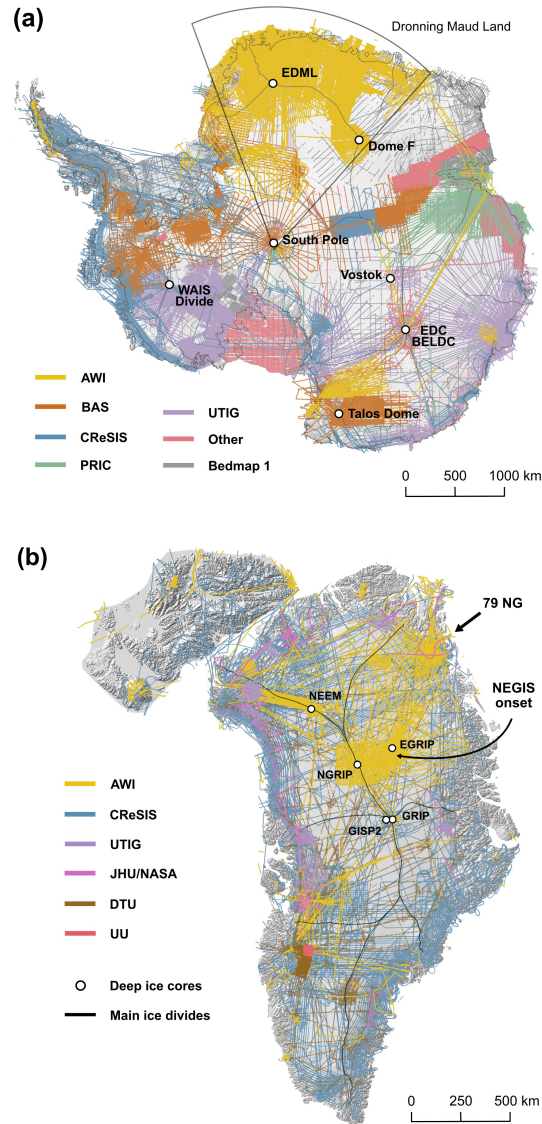 (a)
Dronning Maud Land
EDML
Dome F
South Pole
Vostok
WAIS
Divide
EDC
BELDC
Talos Dome
AWI
BAS
CReSIS
PRIC
UTIG
Other
Bedmap 1
0 500 1000 km
(b)
79 NG
NEGIS
onset
NEEM
EGRIP
NGRIP
GRIP
GISP2
AWI
CReSIS
UTIG
JHU/NASA
DTU
UU
Deep ice cores
Main ice divides
0 250 500 km